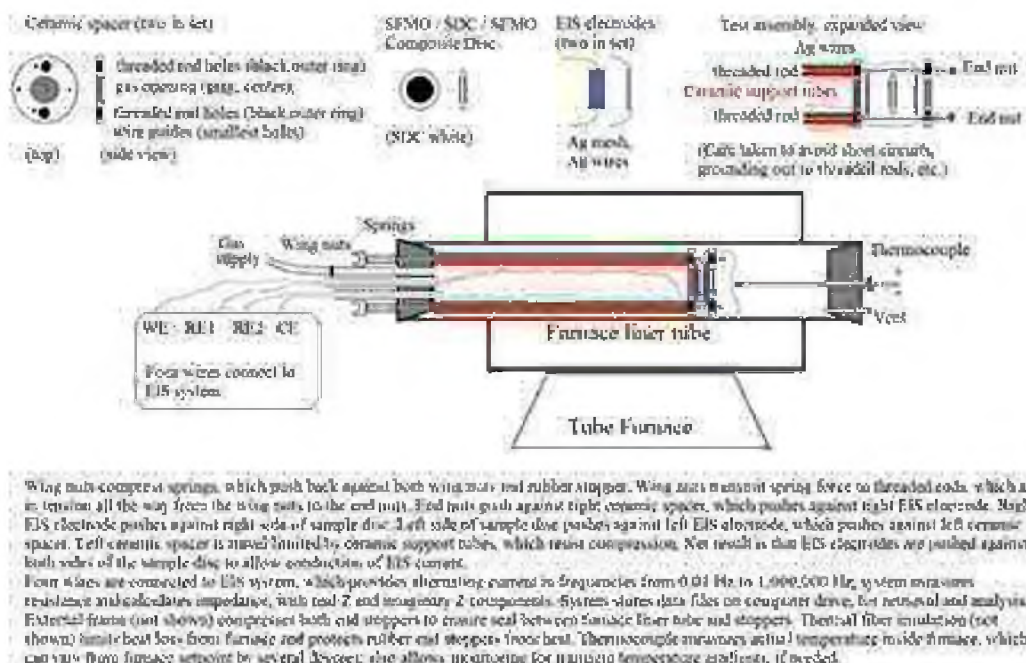 Ceramic spacer (two in set)
threaded rod holes (black, outer ring)
gas opening (gray, center)
threaded rod holes (black, outer ring)
wire guides (smallest holes)
(top) (side view)
SFMO / SDC / SFMO
Composite Disc
(SDC white)
EIS electrodes
(two in set)
Ag mesh,
Ag wires
Test assembly, expanded view
Ag wires
threaded rod
End nut
Ceramic support tubes
threaded rod
End nut
(Care taken to avoid short circuits,
grounding out to threaded rods, etc.)
Springs
Gas
supply
Wing nuts
Thermocouple
Vent
WE RE1 RE2 CE
Furnace liner tube
Four wires connect to
EIS system
Tube Furnace
Wing nuts compress springs, which push back against both wing nuts and rubber stopper. Wing nuts transmit spring force to threaded rods, which a
in tension all the way from the wing nuts to the end nuts. End nuts push against right ceramic spacer, which pushes against right EIS electrode. Righ
EIS electrode pushes against right side of sample disc. Left side of sample disc pushes against left EIS electrode, which pushes against left ceramic
spacer. Left ceramic spacer is travel limited by ceramic support tubes, which resist compression. Net result is that EIS electrodes are pushed against
both sides of the sample disc to allow conduction of EIS current.
Four wires are connected to EIS system, which provides alternating current in frequencies from 0.01 Hz to 1,000,000 Hz; system measures
resistance and calculates impedance, with real Z and imaginary Z components. System stores data files on computer drive, for retrieval and analysis
External frame (not shown) compresses both end stoppers to ensure seal between furnace liner tube and stoppers. Thermal fiber insulation (not
shown) limits heat loss from furnace and protects rubber end stoppers from heat. Thermocouple measures actual temperature inside furnace, which
can vary from furnace setpoint by several degrees; also allows monitoring for transient temperature gradients, if needed.